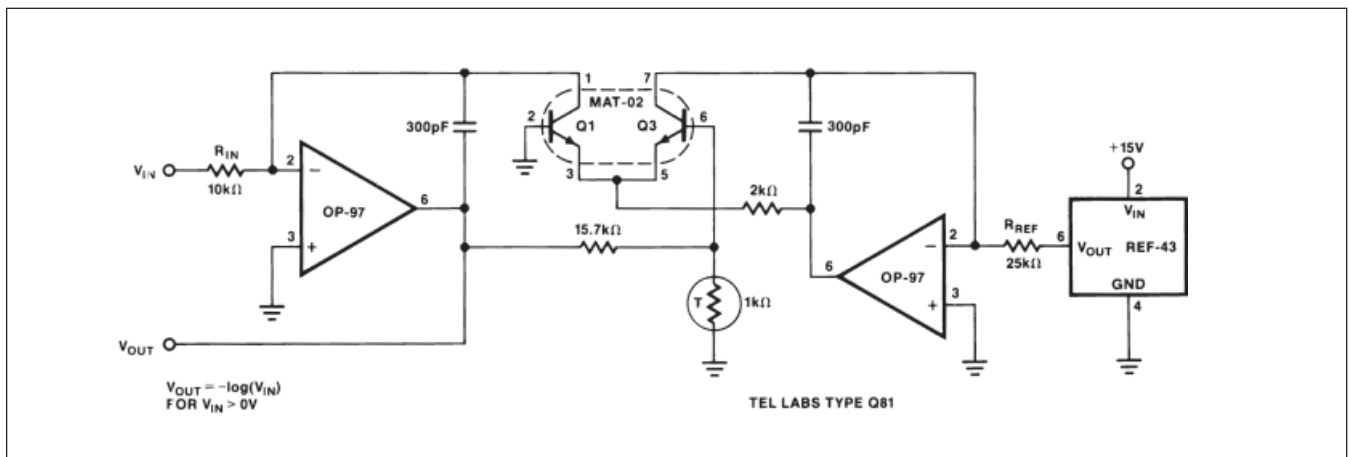 1
7
MAT-02
2
Q1
Q3
6
300pF
300pF
+15V
2
VIN
RIN
2
−
VIN
10kΩ
3
5
2kΩ
OP-97
6
15.7kΩ
RREF
−
2
6
VOUT
REF-43
25kΩ
3
+
6
OP-97
GND
T
1kΩ
+
3
4
VOUT
VOUT = −log(VIN)
FOR VIN > 0V
TEL LABS TYPE Q81